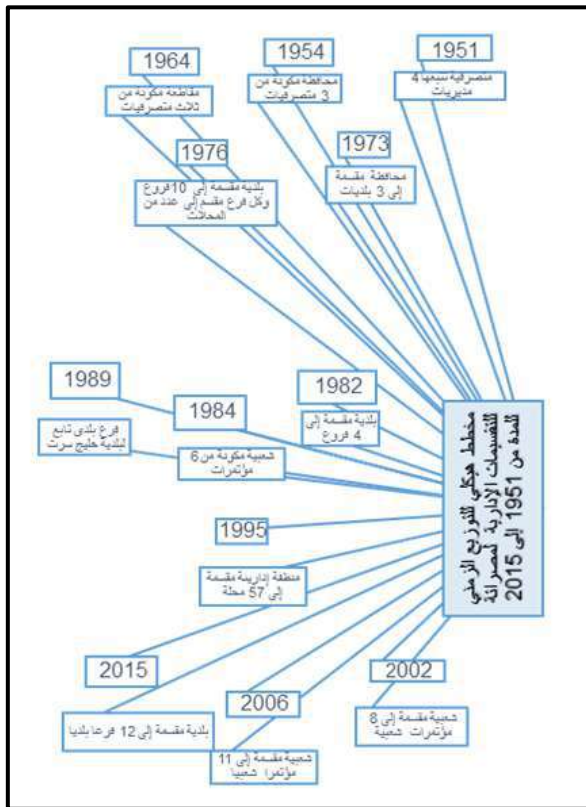 مخطط هيكلي للتوزيع الزمني
للتقسيمات الإدارية لمصراتة
للمدة من 1951 إلى 2015
1951
متصرفية تتبعها 4
مديريات
1954
محافظة مكونة من
3 متصرفيات
1964
مقاطعة مكونة من
ثلاث متصرفيات
1973
محافظة مقسمة
إلى 3 بلديات
1976
بلدية مقسمة إلى 10 فروع
وكل فرع مقسم إلى عدد من
المحلات
1982
بلدية مقسمة إلى
4 فروع
1984
شعبية مكونة من 6
مؤتمرات
1989
فرع بلدي تابع
لبلدية خليج سرت
1995
منطقة إدارية مقسمة
إلى 57 محلة
2002
شعبية مقسمة إلى 8
مؤتمرات شعبية
2006
شعبية مقسمة إلى 11
مؤتمرا شعبيا
2015
بلدية مقسمة إلى 12 فرعا بلديا